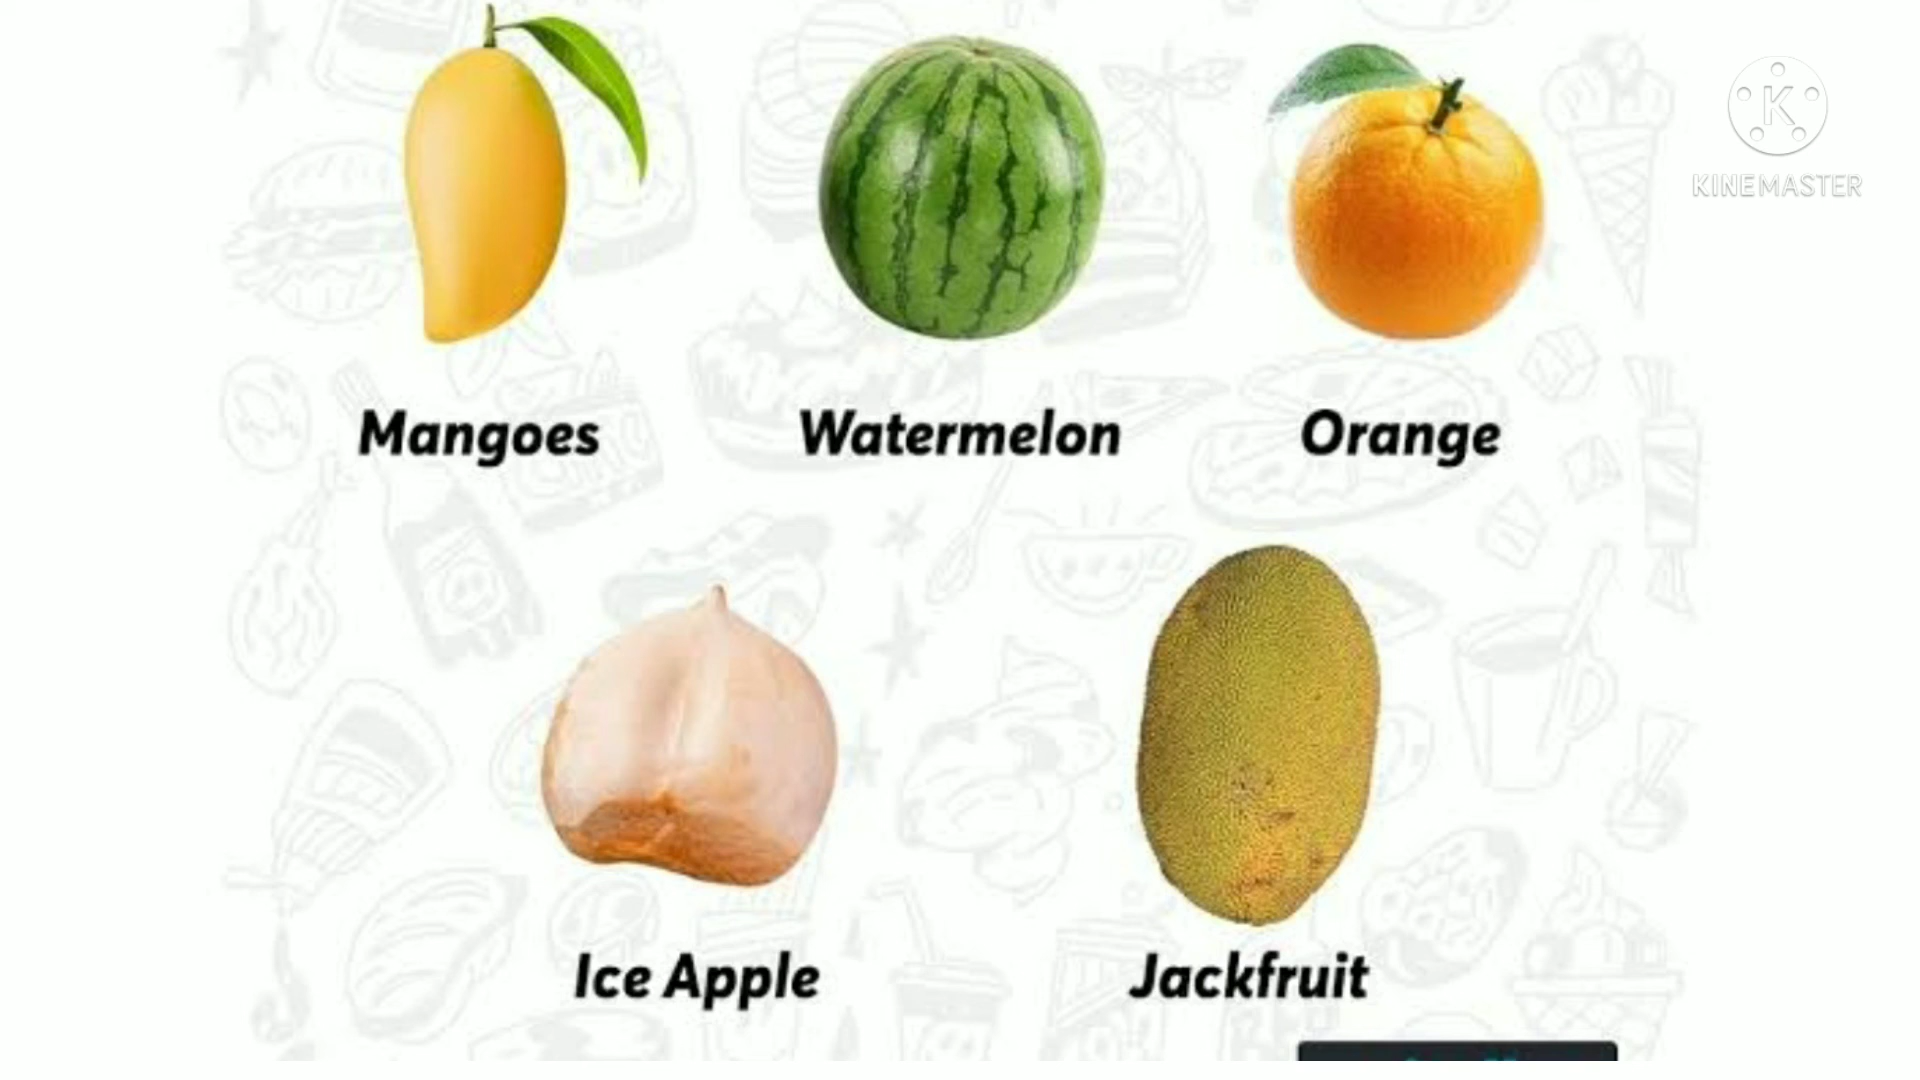 K
KINEMASTER
Mangoes
Watermelon
Orange
Ice Apple
Jackfruit